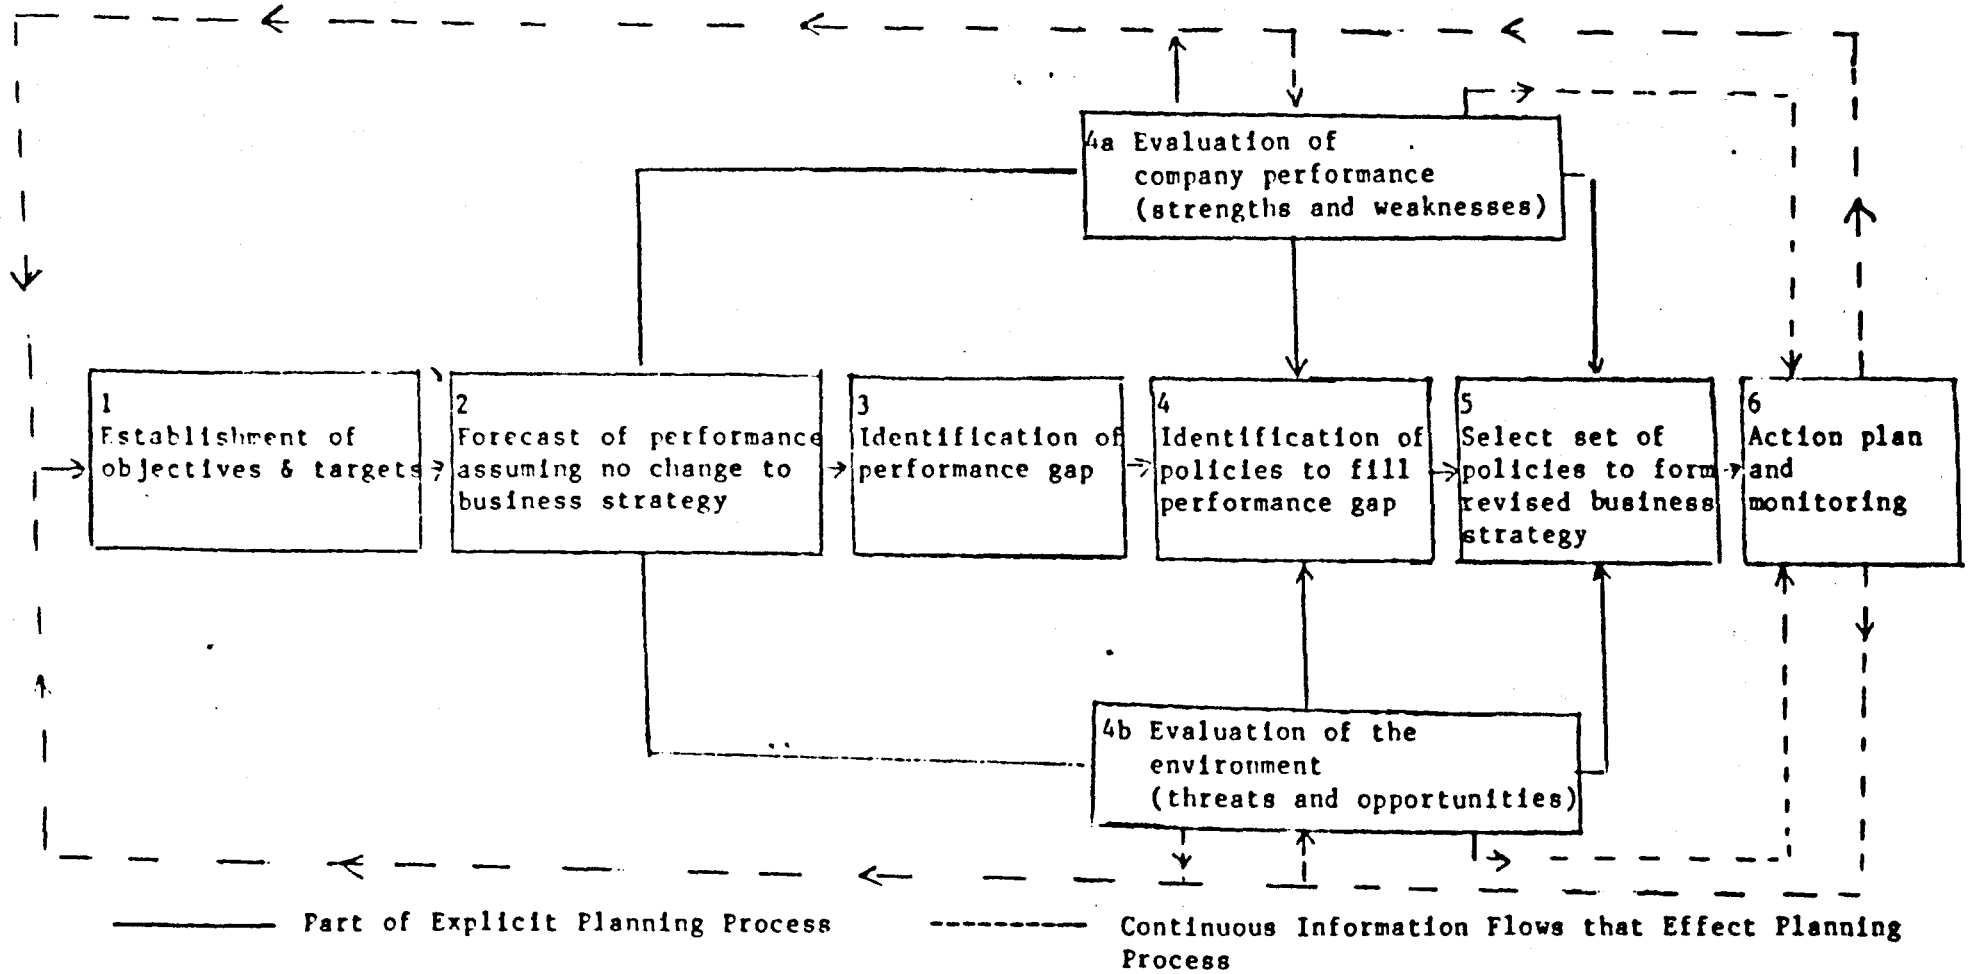 4a Evaluation of
company performance
(strengths and weaknesses)
1
Establishment of
objectives & targets
2
Forecast of performance
assuming no change to
business strategy
3
Identification of
performance gap
4
Identification of
policies to fill
performance gap
5
Select set of
policies to form
revised business
strategy
6
Action plan
and
monitoring
4b Evaluation of the
environment
(threats and opportunities)
Part of Explicit Planning Process
Continuous Information Flows that Effect Planning
Process